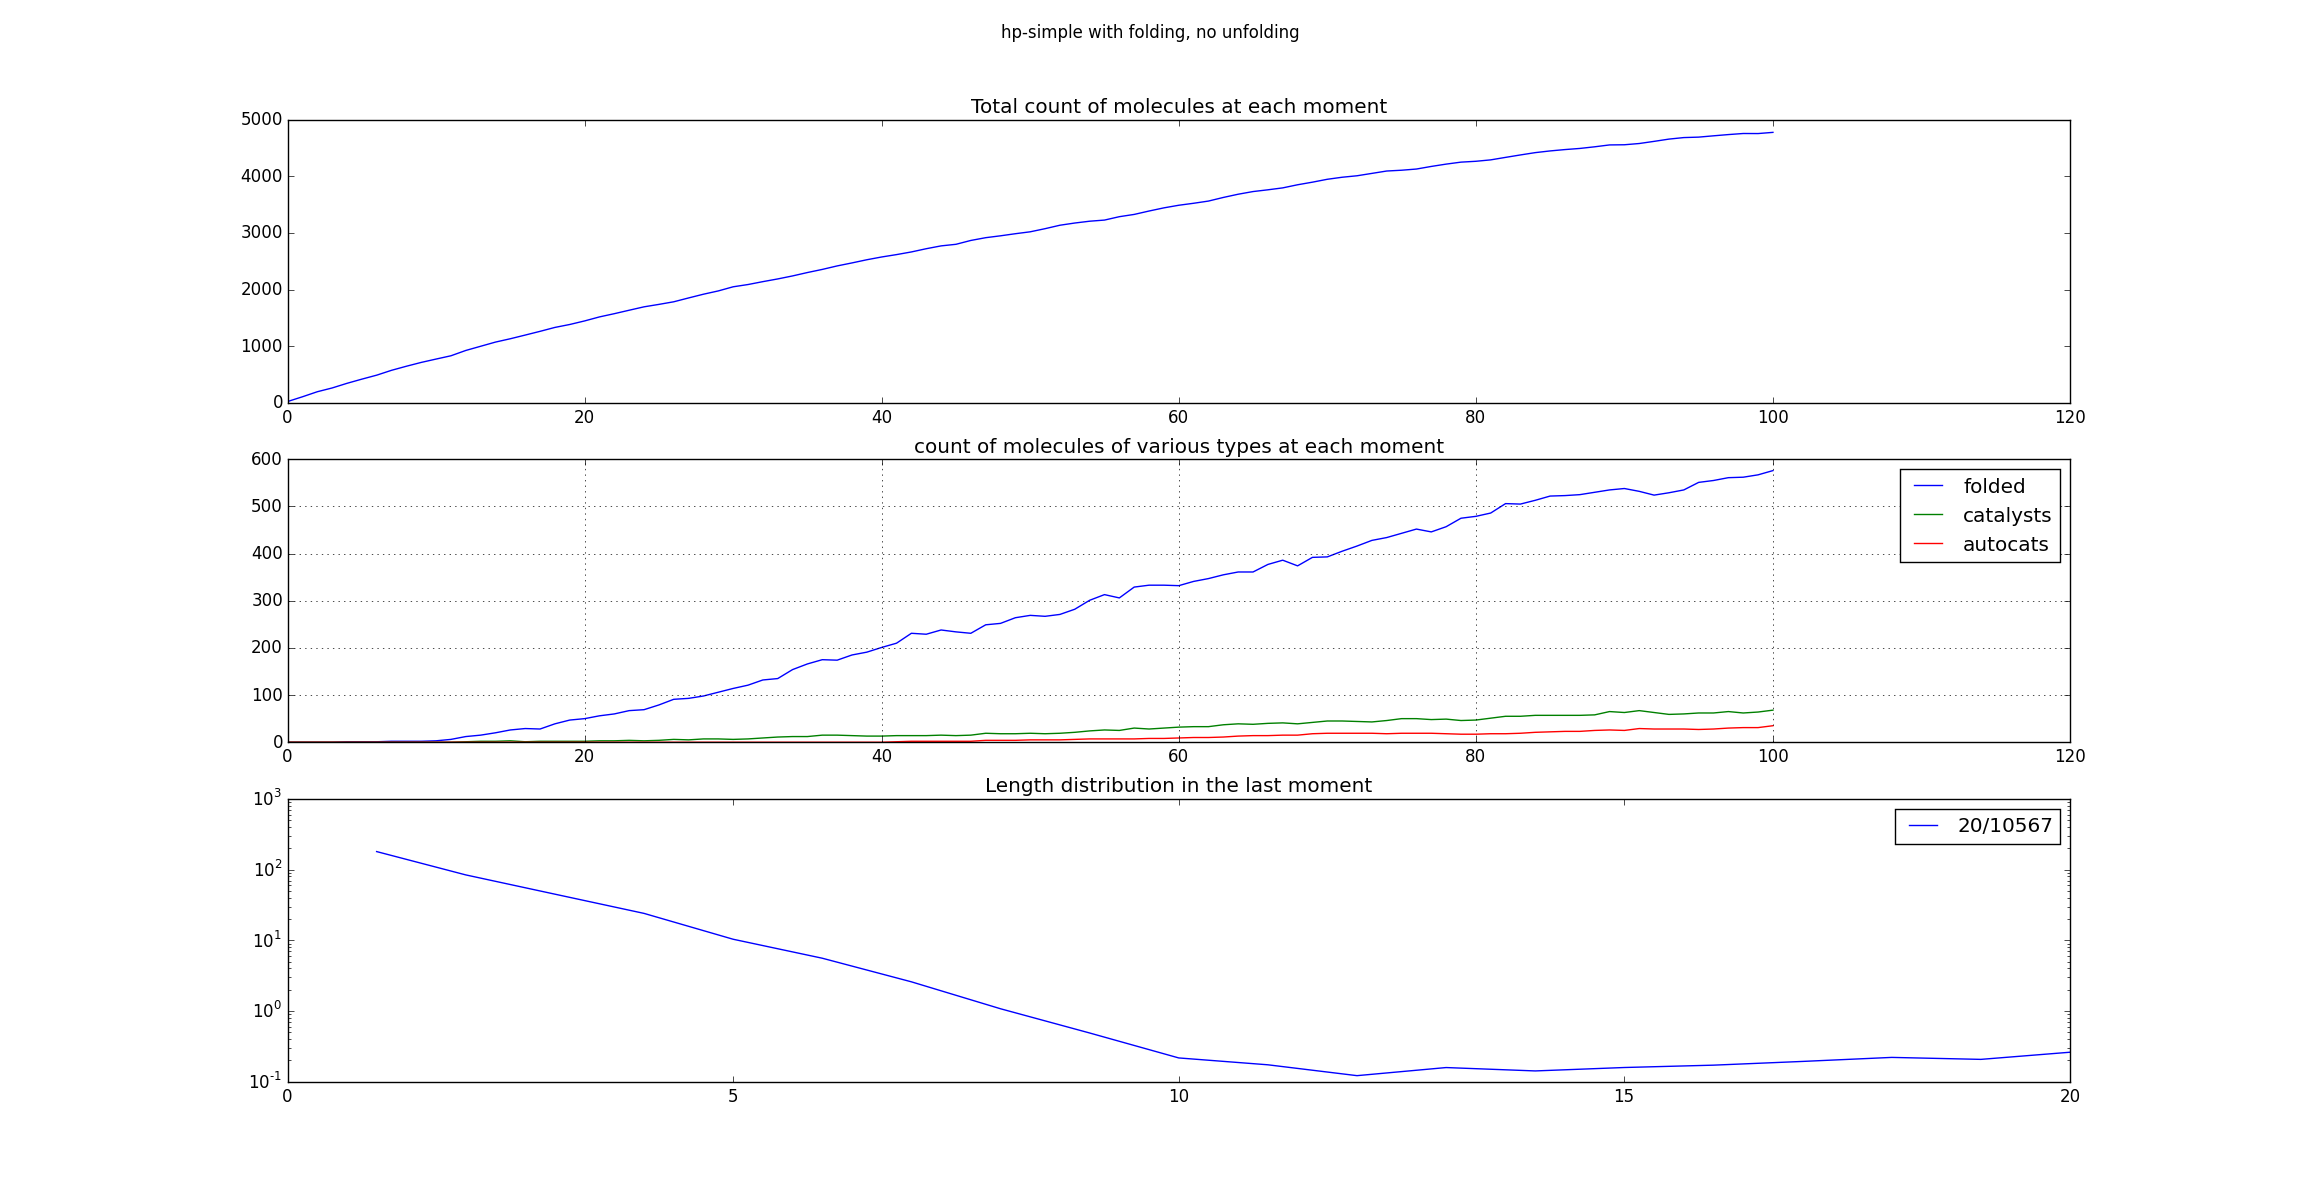 hp-simple with folding, no unfolding
Total count of molecules at each moment
5000
4000
3000
2000
1000
0
0 20 40 60 80 100 120
count of molecules of various types at each moment
600
500
400
300
200
100
0
folded
catalysts
autocats
0 20 40 60 80 100 120
Length distribution in the last moment
10^3
10^2
10^1
10^0
10^-1
20/10567
0 5 10 15 20